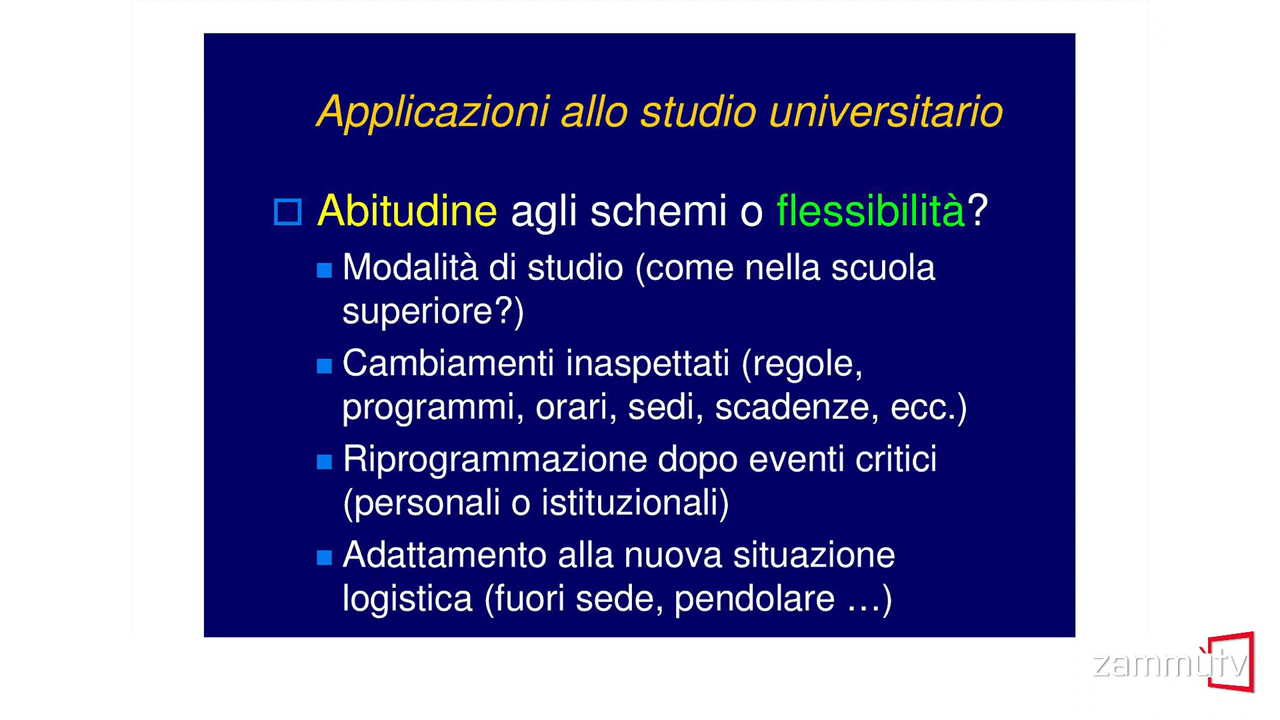 Applicazioni allo studio universitario
Abitudine agli schemi o flessibilità?
Modalità di studio (come nella scuola
superiore?)
Cambiamenti inaspettati (regole,
programmi, orari, sedi, scadenze, ecc.)
Riprogrammazione dopo eventi critici
(personali o istituzionali)
Adattamento alla nuova situazione
logistica (fuori sede, pendolare …)
zammùtv